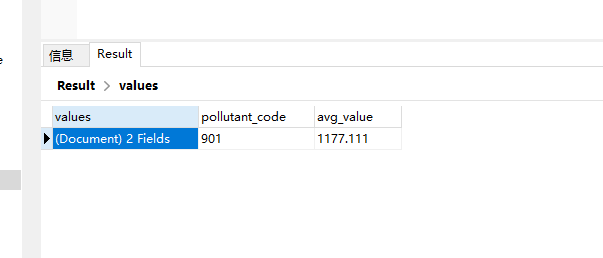 信息 Result
Result > values
values pollutant_code avg_value
(Document) 2 Fields 901 1177.111